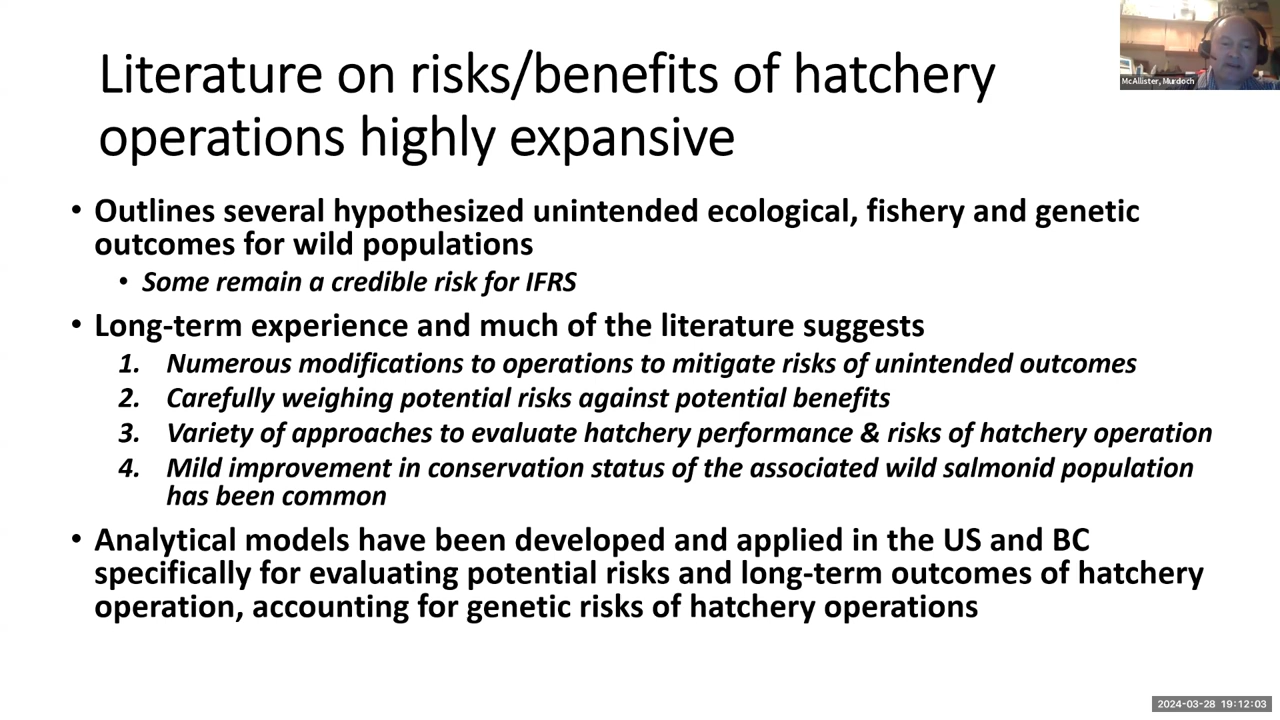 Literature on risks/benefits of hatchery
operations highly expansive
McAllister, Murdoch
• Outlines several hypothesized unintended ecological, fishery and genetic
outcomes for wild populations
• Some remain a credible risk for IFRS
• Long-term experience and much of the literature suggests
1. Numerous modifications to operations to mitigate risks of unintended outcomes
2. Carefully weighing potential risks against potential benefits
3. Variety of approaches to evaluate hatchery performance & risks of hatchery operation
4. Mild improvement in conservation status of the associated wild salmonid population
has been common
• Analytical models have been developed and applied in the US and BC
specifically for evaluating potential risks and long-term outcomes of hatchery
operation, accounting for genetic risks of hatchery operations
2024-03-28 19:12:03